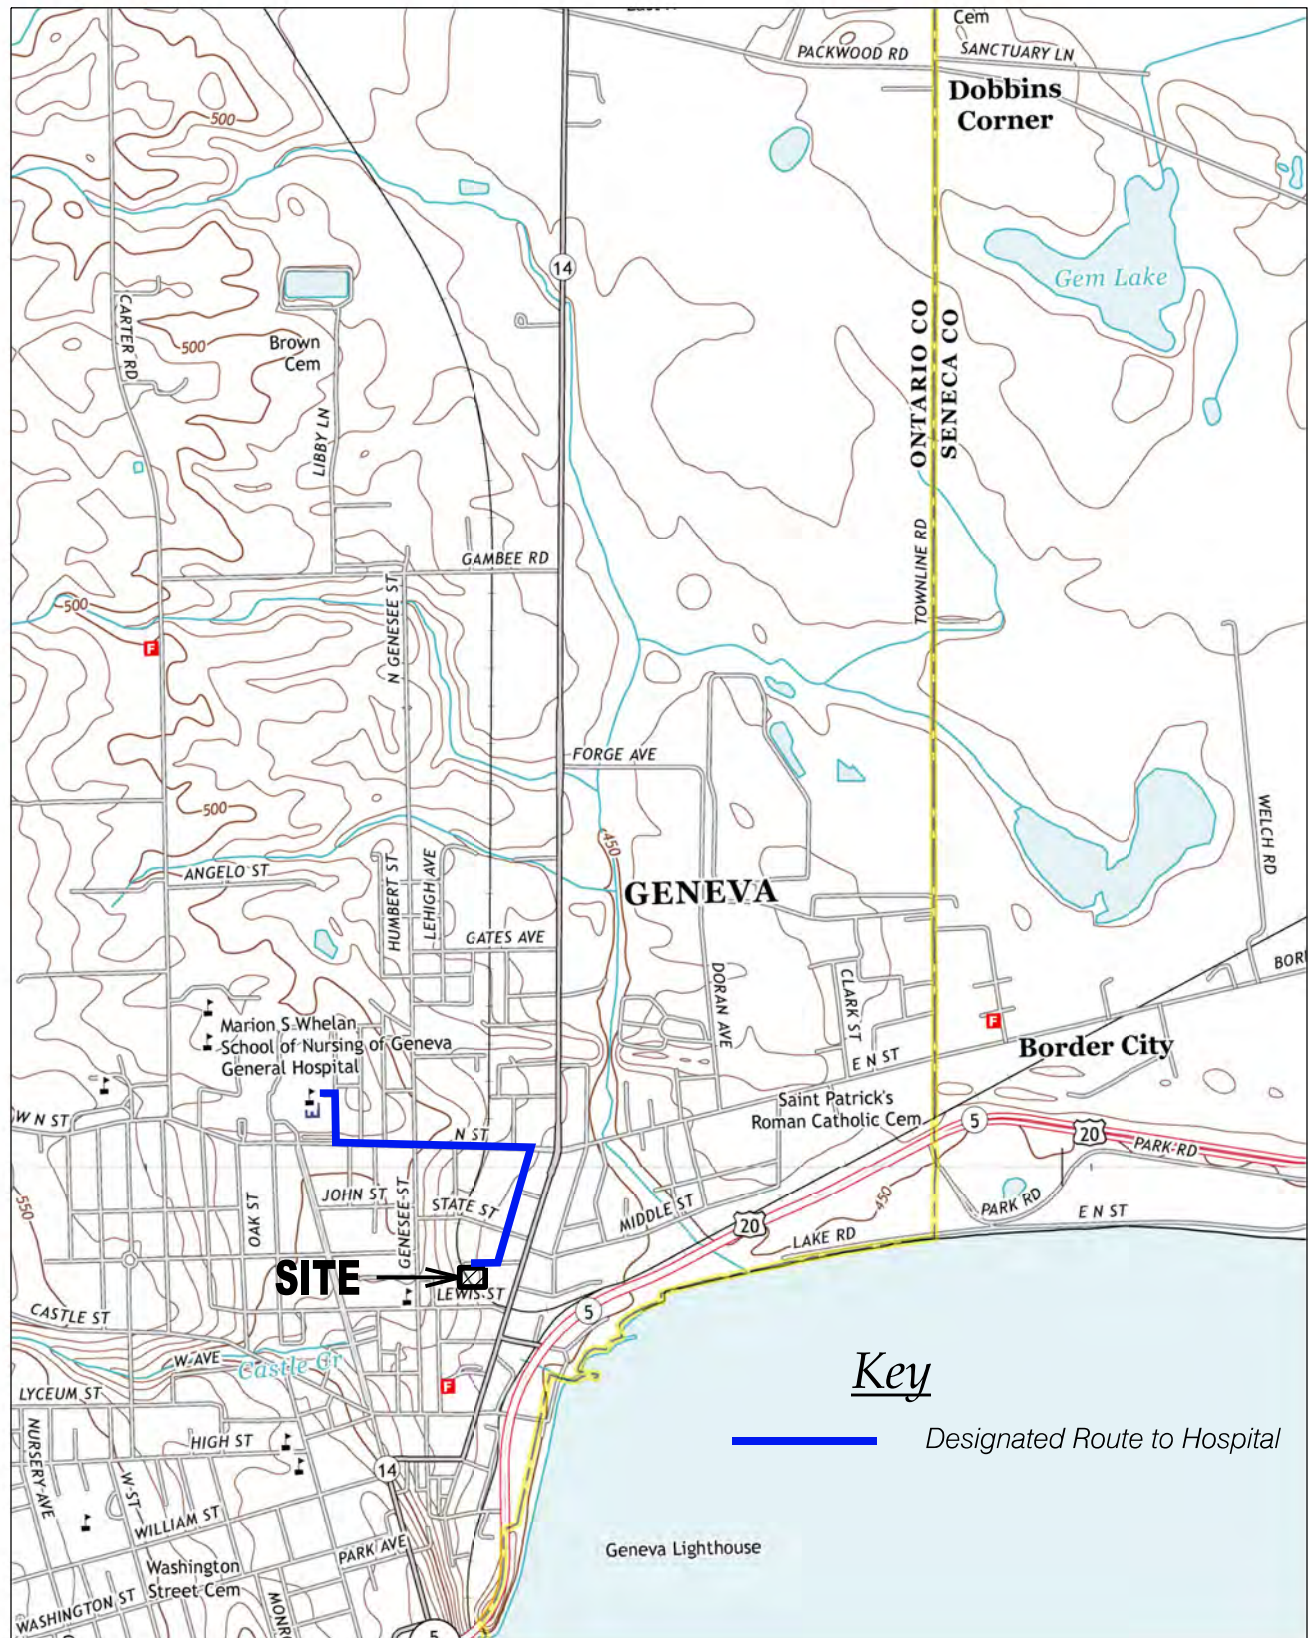 Cem
PACKWOOD RD
SANCTUARY LN
Dobbins
Corner
500
14
Gem Lake
CARTER RD
500
Brown
Cem
ONTARIO CO
SENECA CO
LIBBY LN
GAMBEE RD
TOWNLINE RD
N GENESEE ST
500
F
FORGE AVE
500
450
WELCH RD
ANGELO ST
HUMBERT ST
LEHIGH AVE
GENEVA
GATES AVE
DORAN AVE
CLARK ST
F
Marion S Whelan
School of Nursing of Geneva
General Hospital
E N ST
Border City
W N ST
Saint Patrick's
Roman Catholic Cem
5
20
PARK RD
N ST
550
OAK ST
JOHN ST
GENESEE ST
STATE ST
MIDDLE ST
20
450
PARK RD
E N ST
LAKE RD
SITE
LEWIS ST
5
CASTLE ST
W AVE
Castle Cr
LYCEUM ST
F
Key
NURSERY AVE
HIGH ST
Designated Route to Hospital
14
W ST
WILLIAM ST
PARK AVE
Geneva Lighthouse
Washington
Street Cem
WASHINGTON ST
5